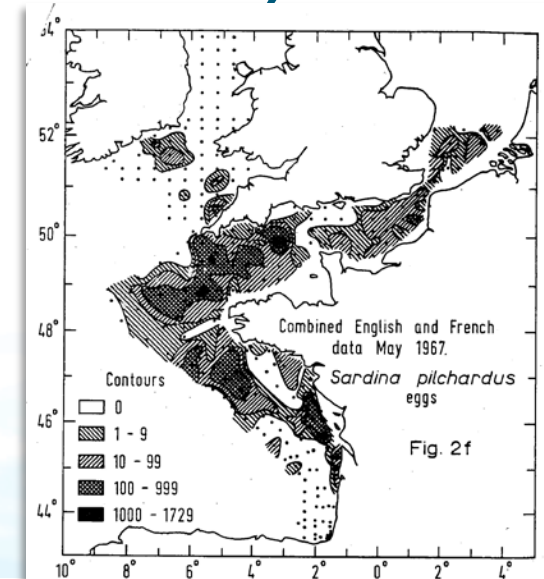 54°
52°
50°
48°
46°
44°
Combined English and French
data May 1967.
Sardina pilchardus
eggs
Fig. 2f
Contours
0
1 - 9
10 - 99
100 - 999
1000 - 1729
10° 8° 6° 4° 2° 0° 2° 4°